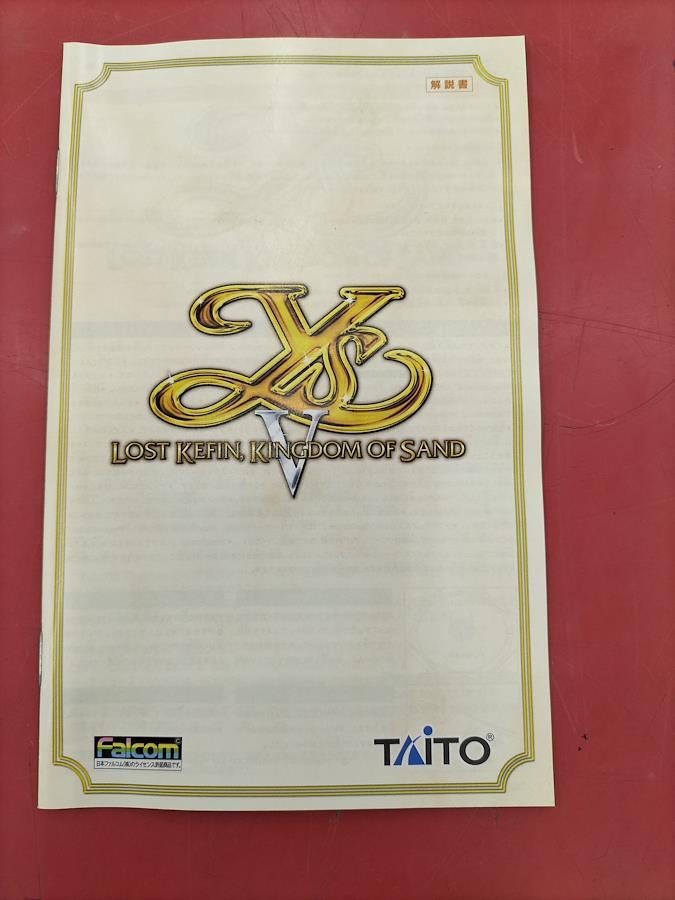 解説書
Ys
V
LOST KEFIN, KINGDOM OF SAND
Falcom©
日本ファルコム(株)のライセンス許諾商品です。
TAITO®